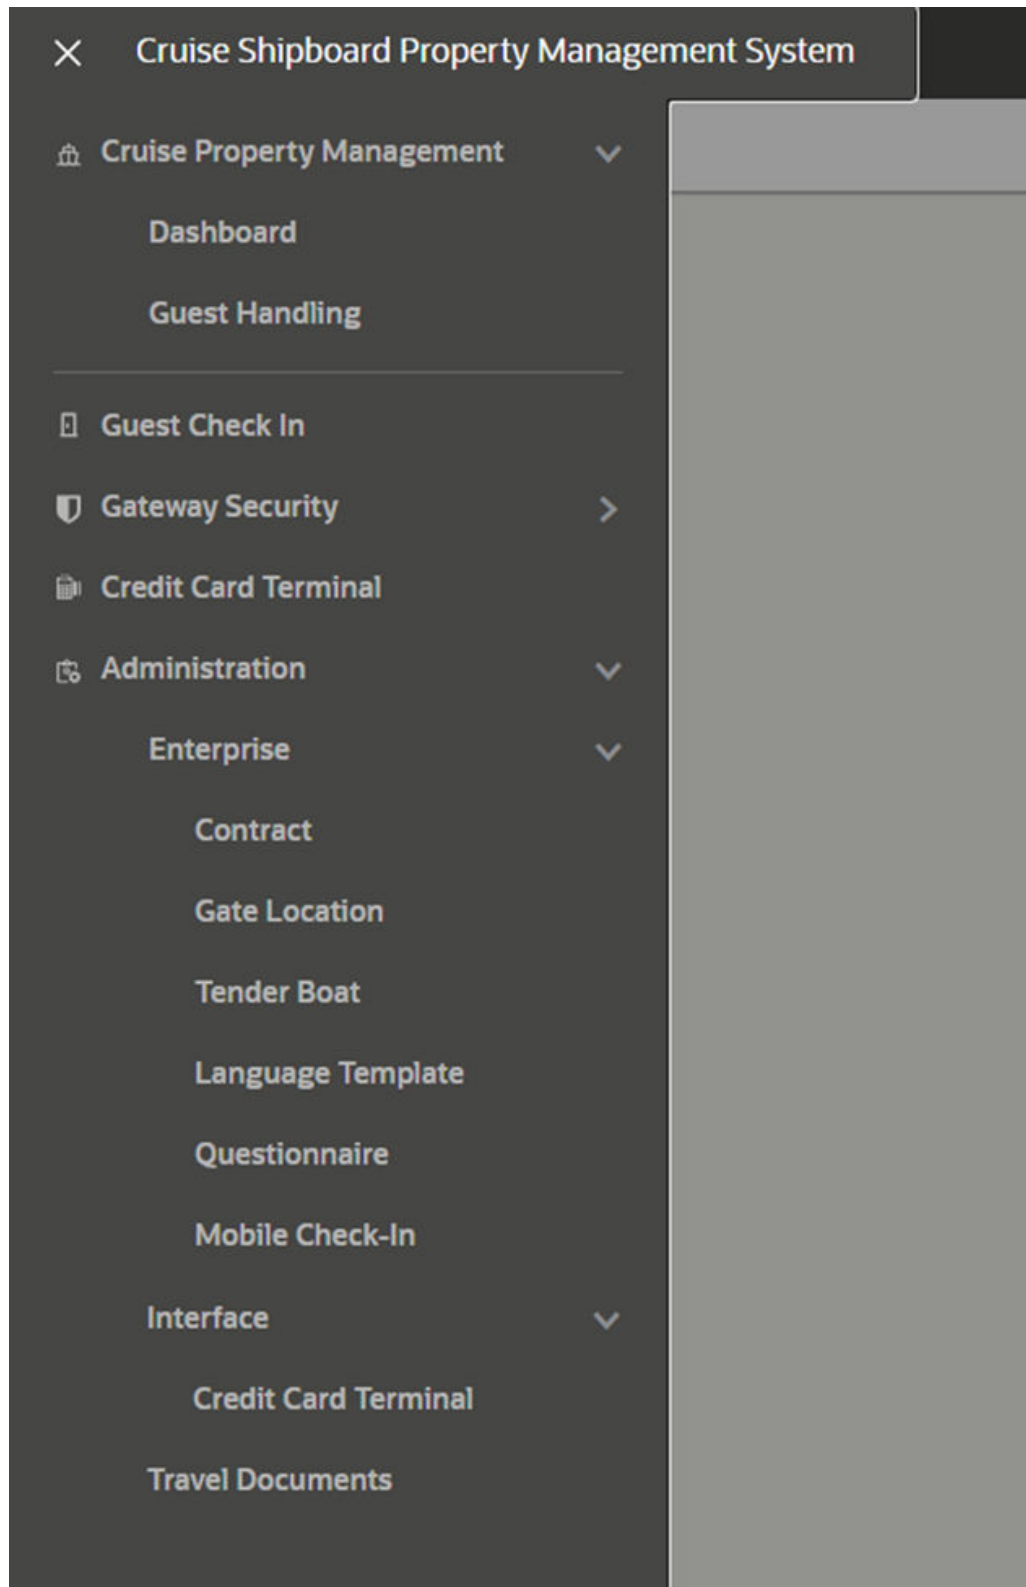 Cruise Shipboard Property Management System
Cruise Property Management
Dashboard
Guest Handling
Guest Check In
Gateway Security
Credit Card Terminal
Administration
Enterprise
Contract
Gate Location
Tender Boat
Language Template
Questionnaire
Mobile Check-In
Interface
Credit Card Terminal
Travel Documents